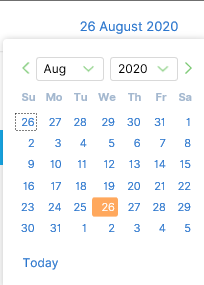 26 August 2020
Aug 2020
Su Mo Tu We Th Fr Sa
26 27 28 29 30 31 1
2 3 4 5 6 7 8
9 10 11 12 13 14 15
16 17 18 19 20 21 22
23 24 25 26 27 28 29
30 31 1 2 3 4 5
Today